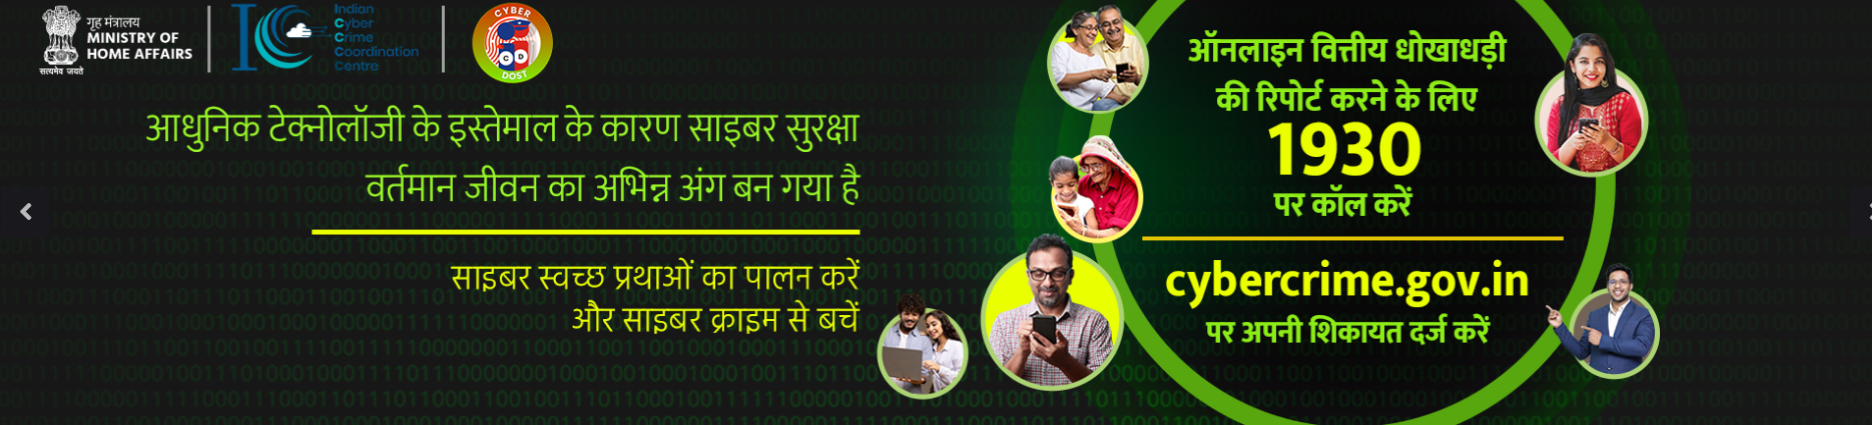 गृह मंत्रालय
MINISTRY OF
HOME AFFAIRS
सत्यमेव जयते
Indian
Cyber
Crime
Coordination
Centre
CYBER
DOST
आधुनिक टेक्नोलॉजी के इस्तेमाल के कारण साइबर सुरक्षा
वर्तमान जीवन का अभिन्न अंग बन गया है
साइबर स्वच्छ प्रथाओं का पालन करें
और साइबर क्राइम से बचें
ऑनलाइन वित्तीय धोखाधड़ी
की रिपोर्ट करने के लिए
1930
पर कॉल करें
cybercrime.gov.in
पर अपनी शिकायत दर्ज करें